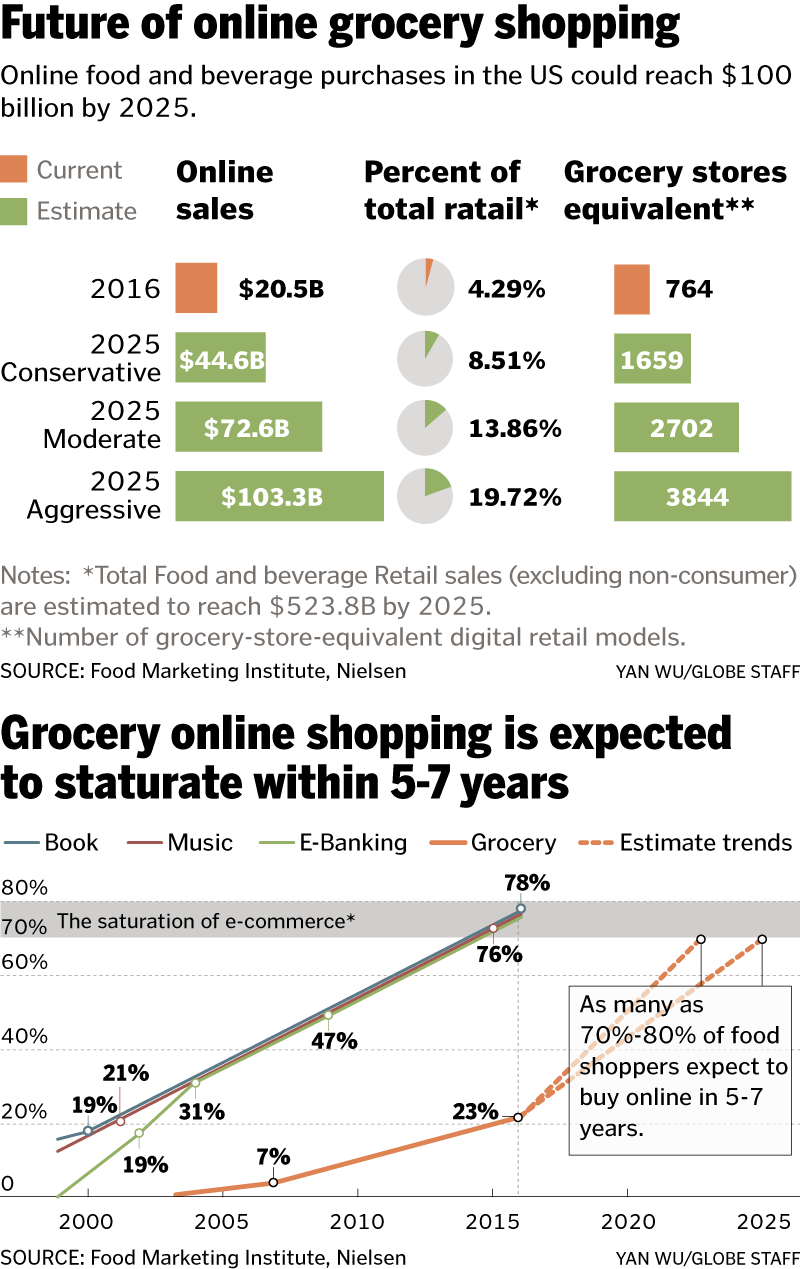 Future of online grocery shopping
Online food and beverage purchases in the US could reach $100
billion by 2025.
Current
Estimate
Online
sales
Percent of
total retail*
Grocery stores
equivalent**
2016
$20.5B
4.29%
764
2025
Conservative
$44.6B
8.51%
1659
2025
Moderate
$72.6B
13.86%
2702
2025
Aggressive
$103.3B
19.72%
3844
Notes: *Total Food and beverage Retail sales (excluding non-consumer)
are estimated to reach $523.8B by 2025.
**Number of grocery-store-equivalent digital retail models.
SOURCE: Food Marketing Institute, Nielsen
YAN WU/GLOBE STAFF
Grocery online shopping is expected
to staturate within 5-7 years
Book
Music
E-Banking
Grocery
Estimate trends
80%
78%
70%
The saturation of e-commerce*
76%
60%
As many as
70%-80% of food
shoppers expect to
buy online in 5-7
years.
40%
47%
21%
19%
31%
20%
23%
19%
7%
0
2000
2005
2010
2015
2020
2025
SOURCE: Food Marketing Institute, Nielsen
YAN WU/GLOBE STAFF